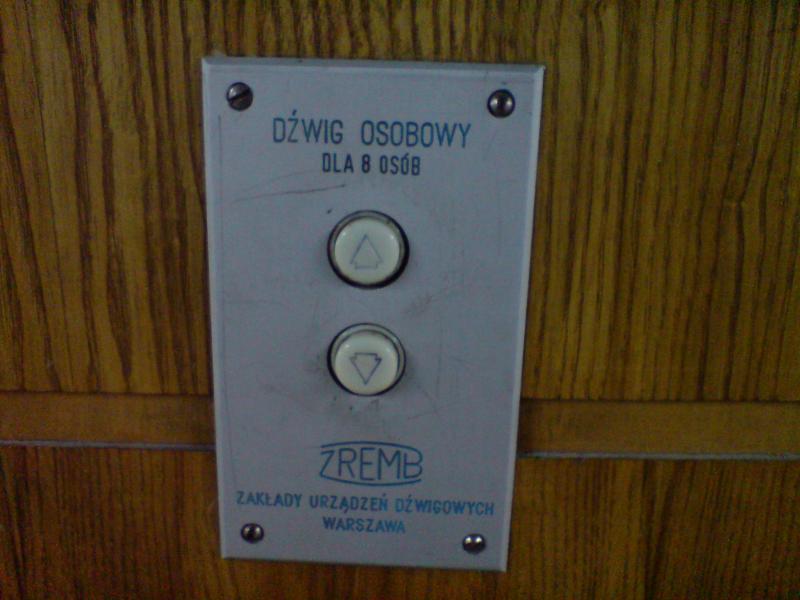 DŹWIG OSOBOWY
DLA 8 OSÓB
ZREMB
ZAKŁADY URZĄDZEŃ DŹWIGOWYCH
WARSZAWA